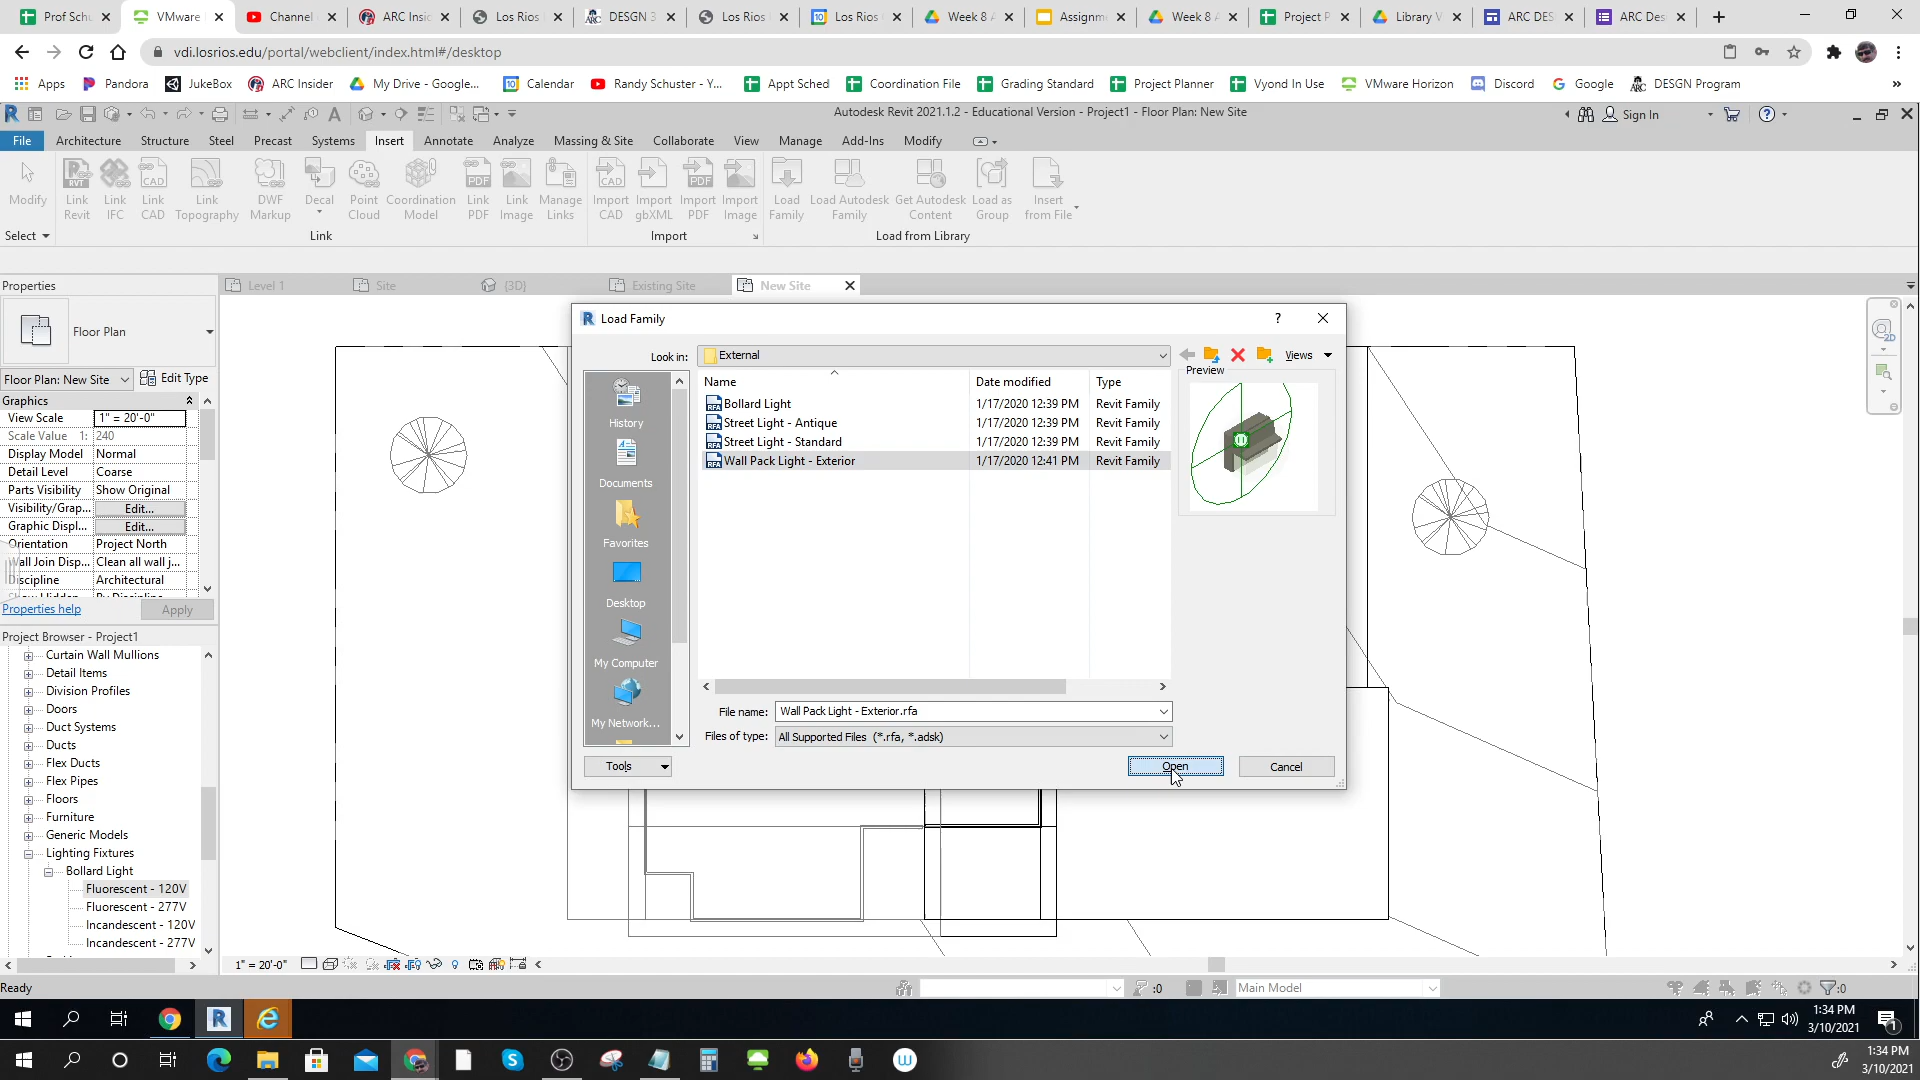 Prof Schu
VMware
Channel
ARC Insi
Los Rios
DESGN 3
Los Rios
Los Rios
Week 8 A
Assignm
Week 8 A
Project P
Library V
ARC DES
ARC Des
vdi.losrios.edu/portal/webclient/index.html#/desktop
Apps
Pandora
JukeBox
ARC Insider
My Drive - Google...
Calendar
Randy Schuster - Y...
Appt Sched
Coordination File
Grading Standard
Project Planner
Vyond In Use
VMware Horizon
Discord
Google
DESGN Program
»
Autodesk Revit 2021.1.2 - Educational Version - Project1 - Floor Plan: New Site
Sign In
File
Architecture
Structure
Steel
Precast
Systems
Insert
Annotate
Analyze
Massing & Site
Collaborate
View
Manage
Add-Ins
Modify
Modify
Link Revit
Link IFC
Link CAD
Link Topography
DWF Markup
Decal
Point Cloud
Coordination Model
Link PDF
Link Image
Manage Links
Import CAD
Import gbXML
Import PDF
Import Image
Load Family
Load Autodesk Family
Get Autodesk Content
Load as Group
Insert from File
Select
Link
Import
Load from Library
Properties
Level 1
Site
{3D}
Existing Site
New Site
Floor Plan
Floor Plan: New Site
Edit Type
Graphics
View Scale 1" = 20'-0"
Scale Value 1: 240
Display Model Normal
Detail Level Coarse
Parts Visibility Show Original
Visibility/Grap... Edit...
Graphic Displ... Edit...
Orientation Project North
Wall Join Disp... Clean all wall j...
Discipline Architectural
Properties help
Apply
Project Browser - Project1
Curtain Wall Mullions
Detail Items
Division Profiles
Doors
Duct Systems
Ducts
Flex Ducts
Flex Pipes
Floors
Furniture
Generic Models
Lighting Fixtures
Bollard Light
Fluorescent - 120V
Fluorescent - 277V
Incandescent - 120V
Incandescent - 277V
Load Family
?
Look in: External
Views
Preview
Name Date modified Type
Bollard Light 1/17/2020 12:39 PM Revit Family
Street Light - Antique 1/17/2020 12:39 PM Revit Family
Street Light - Standard 1/17/2020 12:39 PM Revit Family
Wall Pack Light - Exterior 1/17/2020 12:41 PM Revit Family
History
Documents
Favorites
Desktop
My Computer
My Network...
File name: Wall Pack Light - Exterior.rfa
Files of type: All Supported Files (*.rfa, *.adsk)
Tools
Open
Cancel
1" = 20'-0"
Ready
:0
Main Model
:0
1:34 PM
3/10/2021
1:34 PM
3/10/2021